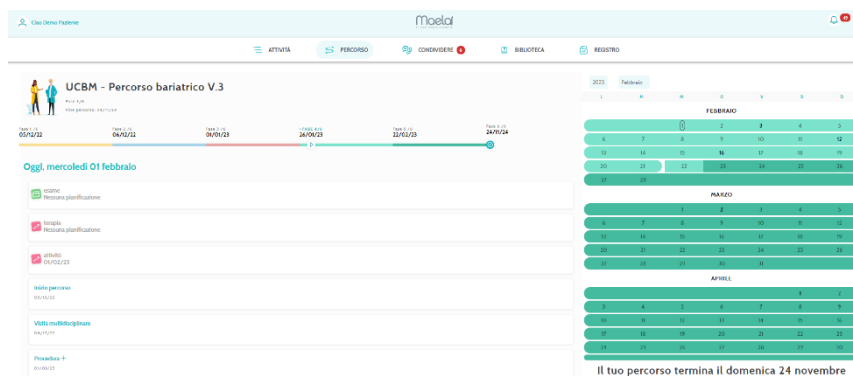 Ciao Demo Paziente
Maela
49
ATTIVITÀ
PERCORSO
CONDIVIDERE 4
BIBLIOTECA
REGISTRO
UCBM - Percorso bariatrico V.3
05/12/22
06/12/22
01/01/23
26/01/23
22/02/23
24/11/24
Oggi, mercoledì 01 febbraio
esame
Nessuna pianificazione
terapia
Nessuna pianificazione
attività
01/02/23
Inizio percorso
Visita multidisciplinare
Procedura +
2023 Febbraio
FEBBRAIO
1 2 3 4 5
6 7 8 9 10 11 12
13 14 15 16 17 18 19
20 21 22 23 24 25 26
27 28
MARZO
1 2 3 4 5
6 7 8 9 10 11 12
13 14 15 16 17 18 19
20 21 22 23 24 25 26
27 28 29 30 31
APRILE
1 2
3 4 5 6 7 8 9
10 11 12 13 14 15 16
17 18 19 20 21 22 23
24 25 26 27 28 29 30
Il tuo percorso termina il domenica 24 novembre